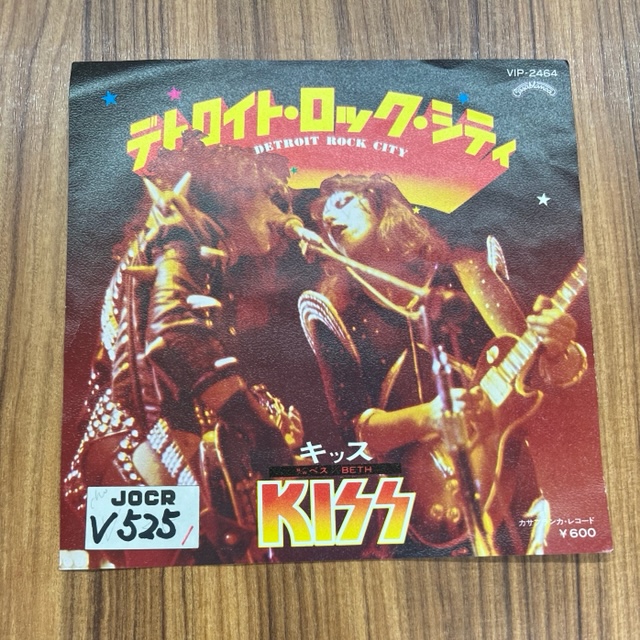 VIP-2464
デトロイト・ロック・シティ
DETROIT ROCK CITY
キッス
ベス BETH
KISS
JOCR
V525
カサブランカ・レコード
¥600